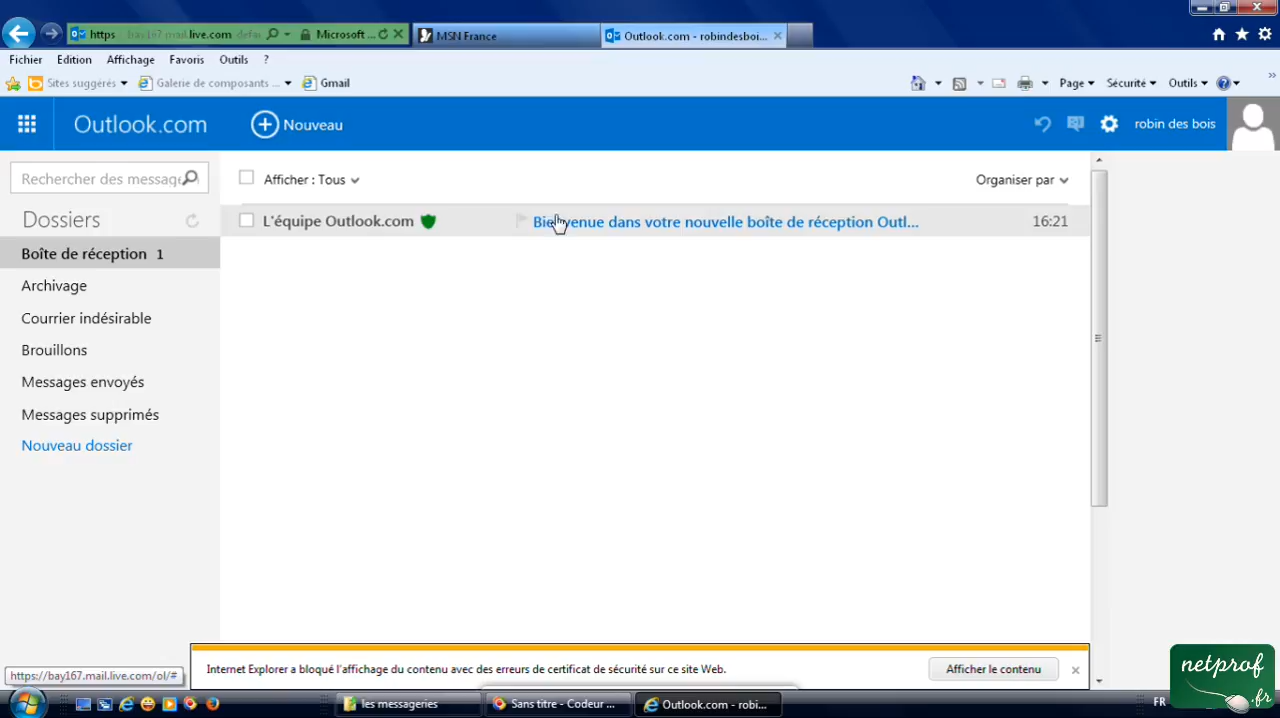 https bay167.mail.live.com Microsoft ... MSN France Outlook.com - robindesboi...
Fichier Edition Affichage Favoris Outils ?
Sites suggérés Galerie de composants ... Gmail Page Sécurité Outils
Outlook.com Nouveau robin des bois
Rechercher des messag Afficher : Tous Organiser par
Dossiers L'équipe Outlook.com Bienvenue dans votre nouvelle boîte de réception Outl... 16:21
Boîte de réception 1
Archivage
Courrier indésirable
Brouillons
Messages envoyés
Messages supprimés
Nouveau dossier
Internet Explorer a bloqué l'affichage du contenu avec des erreurs de certificat de sécurité sur ce site Web. Afficher le contenu
https://bay167.mail.live.com/ol/#
les messageries Sans titre - Codeur ... Outlook.com - robi... FR
netprof
.fr